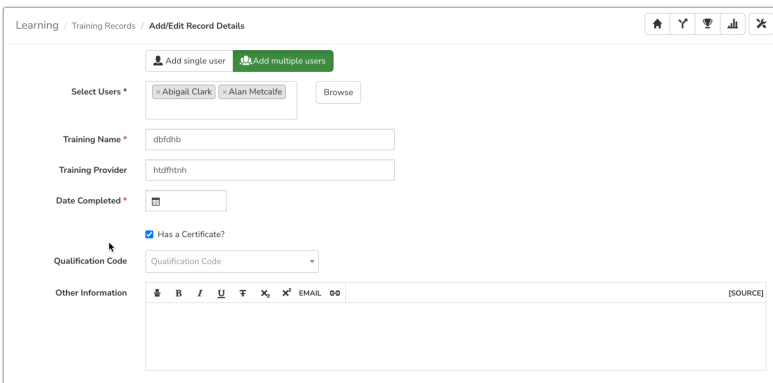 Learning / Training Records / Add/Edit Record Details
Add single user Add multiple users
Select Users * ×Abigail Clark ×Alan Metcalfe Browse
Training Name * dbfdhb
Training Provider htdfhtnh
Date Completed *
Has a Certificate?
Qualification Code Qualification Code
Other Information B I U T X₂ X² EMAIL [SOURCE]